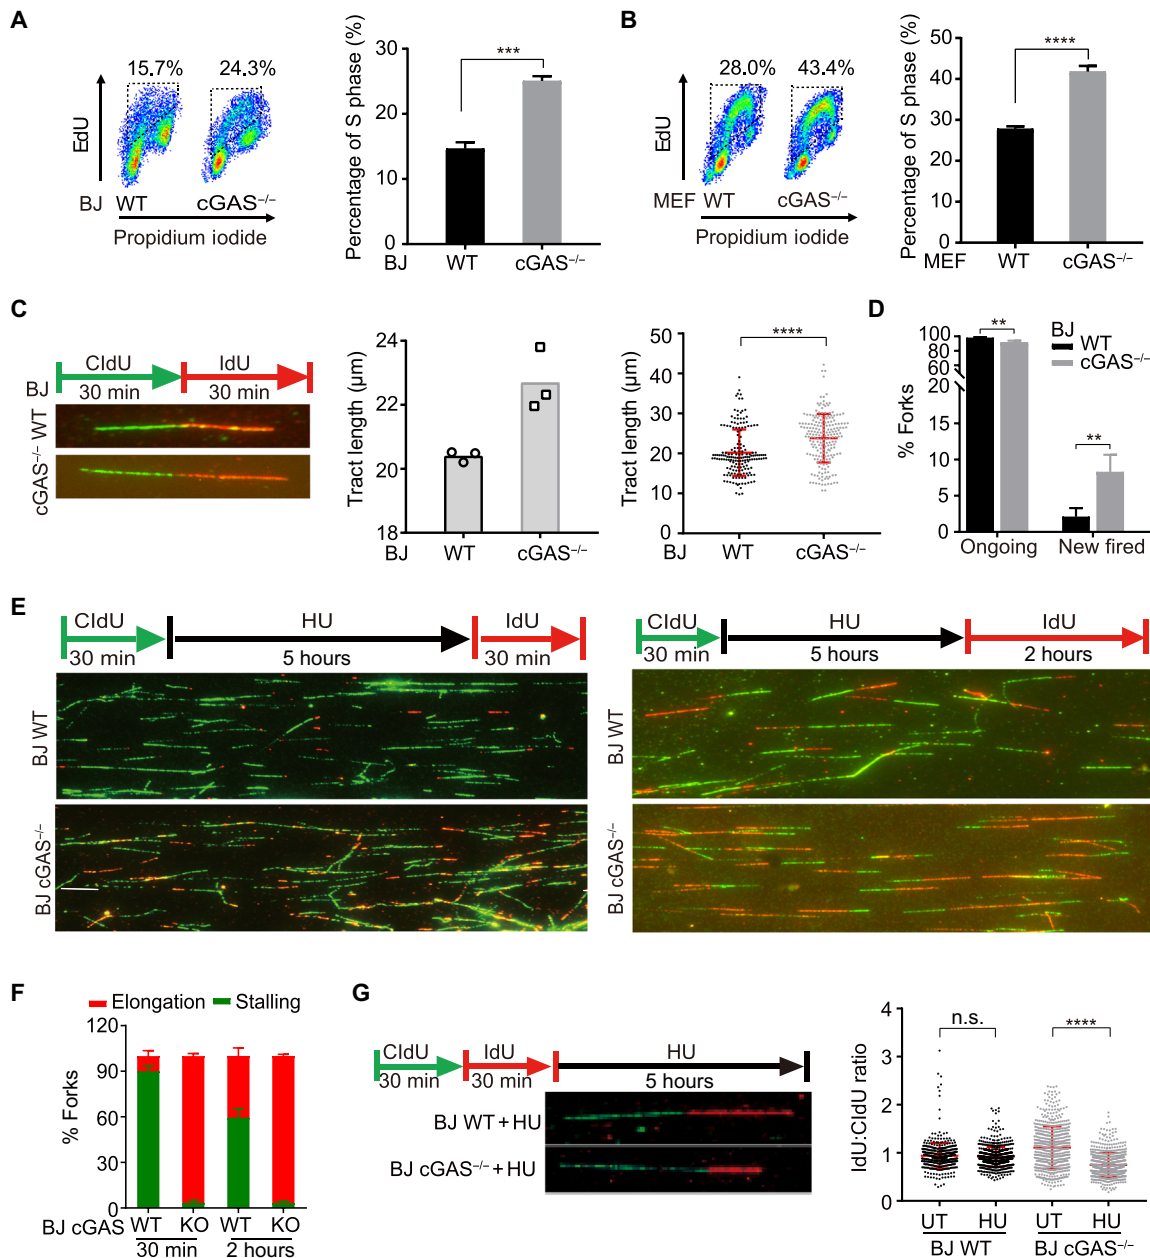 A
15.7%
24.3%
EdU
BJ
WT
cGAS⁻/⁻
Propidium iodide
Percentage of S phase (%)
30
20
10
0
***
BJ
WT
cGAS⁻/⁻
B
28.0%
43.4%
EdU
MEF
WT
cGAS⁻/⁻
Propidium iodide
Percentage of S phase (%)
50
40
30
20
10
0
****
MEF
WT
cGAS⁻/⁻
C
CldU
IdU
BJ
30 min
30 min
WT
cGAS⁻/⁻
Tract length (µm)
24
22
20
18
BJ
WT
cGAS⁻/⁻
Tract length (µm)
50
40
30
20
10
0
****
BJ
WT
cGAS⁻/⁻
D
BJ
WT
cGAS⁻/⁻
% Forks
100
80
60
20
15
10
5
0
**
**
Ongoing
New fired
E
CldU
HU
IdU
30 min
5 hours
30 min
BJ WT
BJ cGAS⁻/⁻
CldU
HU
IdU
30 min
5 hours
2 hours
BJ WT
BJ cGAS⁻/⁻
F
Elongation
Stalling
% Forks
120
90
60
30
0
BJ cGAS
WT
KO
WT
KO
30 min
2 hours
G
CldU
IdU
HU
30 min
30 min
5 hours
BJ WT + HU
BJ cGAS⁻/⁻ + HU
IdU:CldU ratio
4
3
2
1
0
n.s.
****
UT
HU
UT
HU
BJ WT
BJ cGAS⁻/⁻